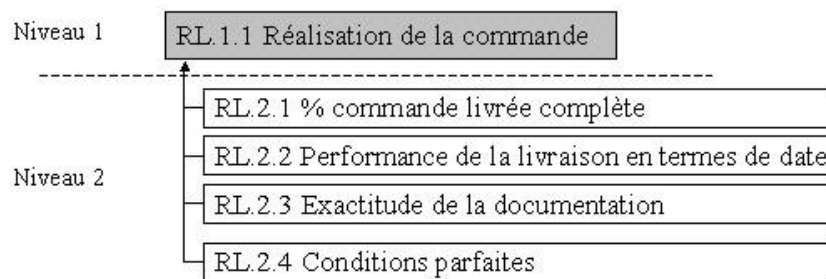 Niveau 1
RL.1.1 Réalisation de la commande
RL.2.1 % commande livrée complète
RL.2.2 Performance de la livraison en termes de date
Niveau 2
RL.2.3 Exactitude de la documentation
RL.2.4 Conditions parfaites